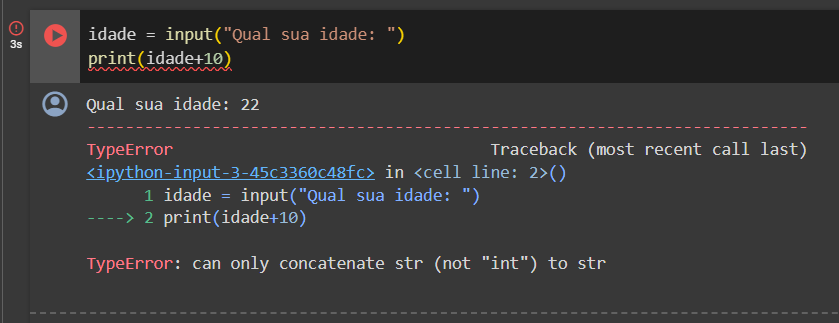 idade = input("Qual sua idade: ")
3s
print(idade+10)
Qual sua idade: 22
---------------------------------------------------------------------------
TypeError                                 Traceback (most recent call last)
<ipython-input-3-45c3360c48fc> in <cell line: 2>()
      1 idade = input("Qual sua idade: ")
----> 2 print(idade+10)
TypeError: can only concatenate str (not "int") to str